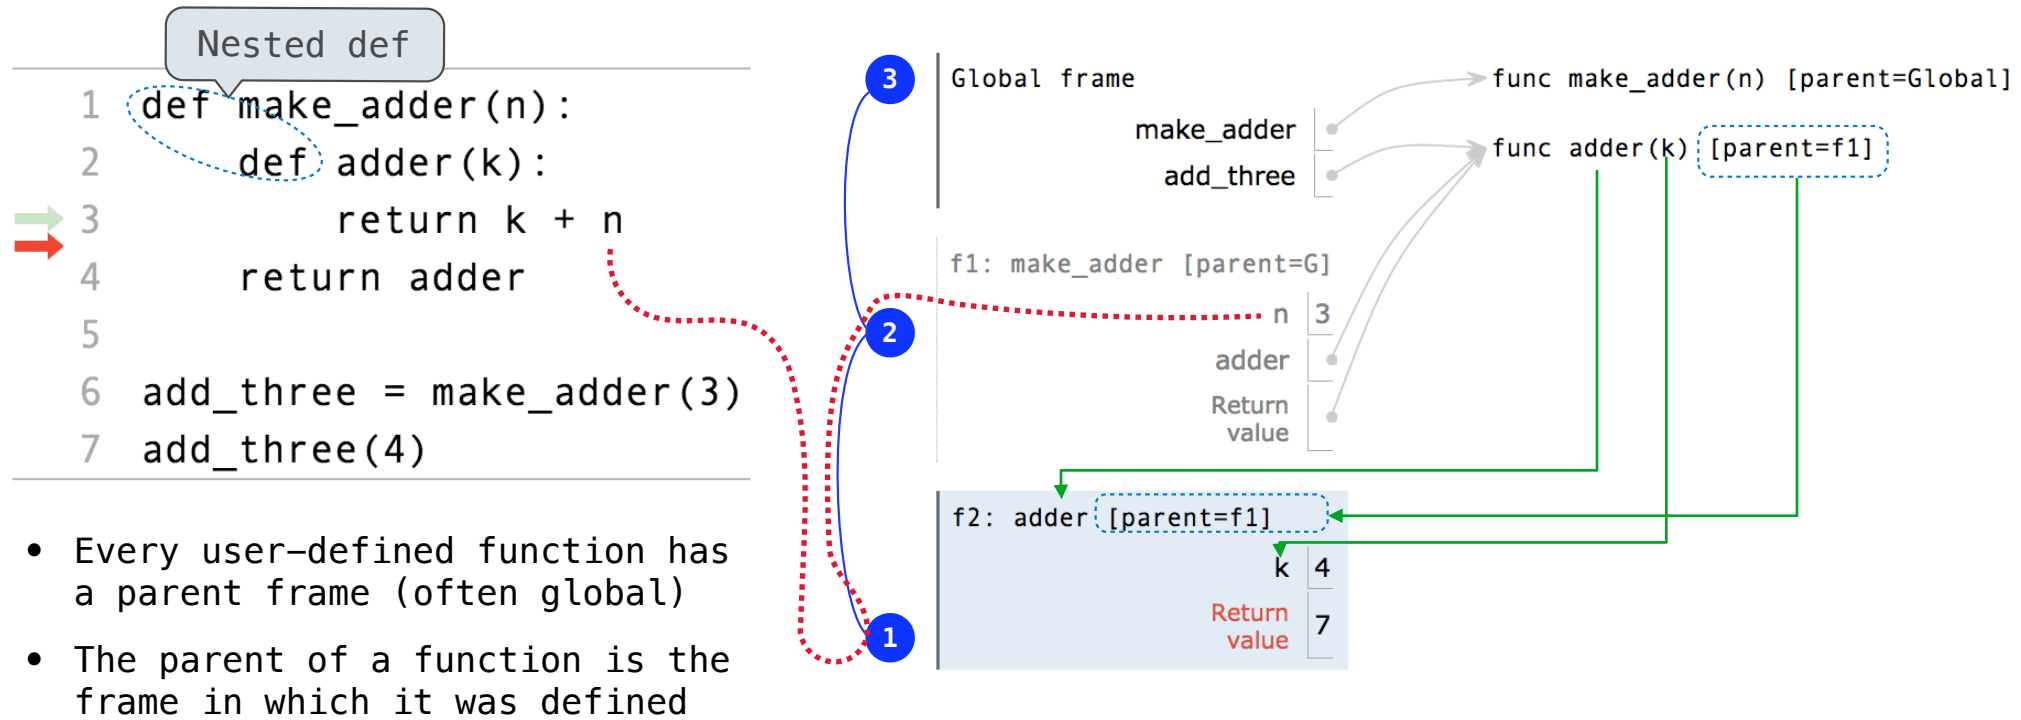 Nested def
1 def make_adder(n):
2     def adder(k):
3         return k + n
4     return adder
5
6 add_three = make_adder(3)
7 add_three(4)
• Every user–defined function has
a parent frame (often global)
• The parent of a function is the
frame in which it was defined
3 Global frame
make_adder
add_three
func make_adder(n) [parent=Global]
func adder(k) [parent=f1]
f1: make_adder [parent=G]
2
n 3
adder
Return
value
f2: adder [parent=f1]
k 4
1
Return
value 7